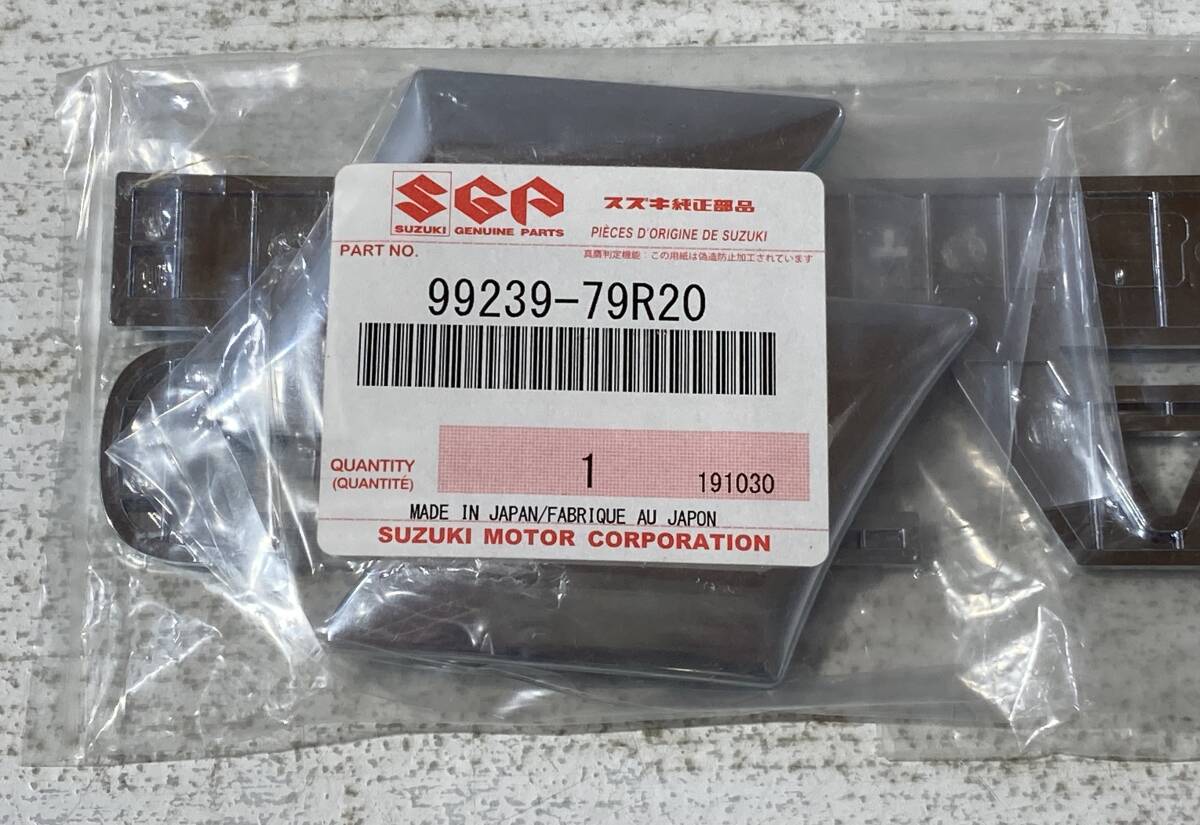 SGP
SUZUKI GENUINE PARTS
スズキ純正部品
PIÈCES D'ORIGINE DE SUZUKI
PART NO.
真贋判定機能：この用紙は偽造防止加工されています
99239-79R20
QUANTITY
(QUANTITÉ)
1
191030
MADE IN JAPAN/FABRIQUE AU JAPON
SUZUKI MOTOR CORPORATION